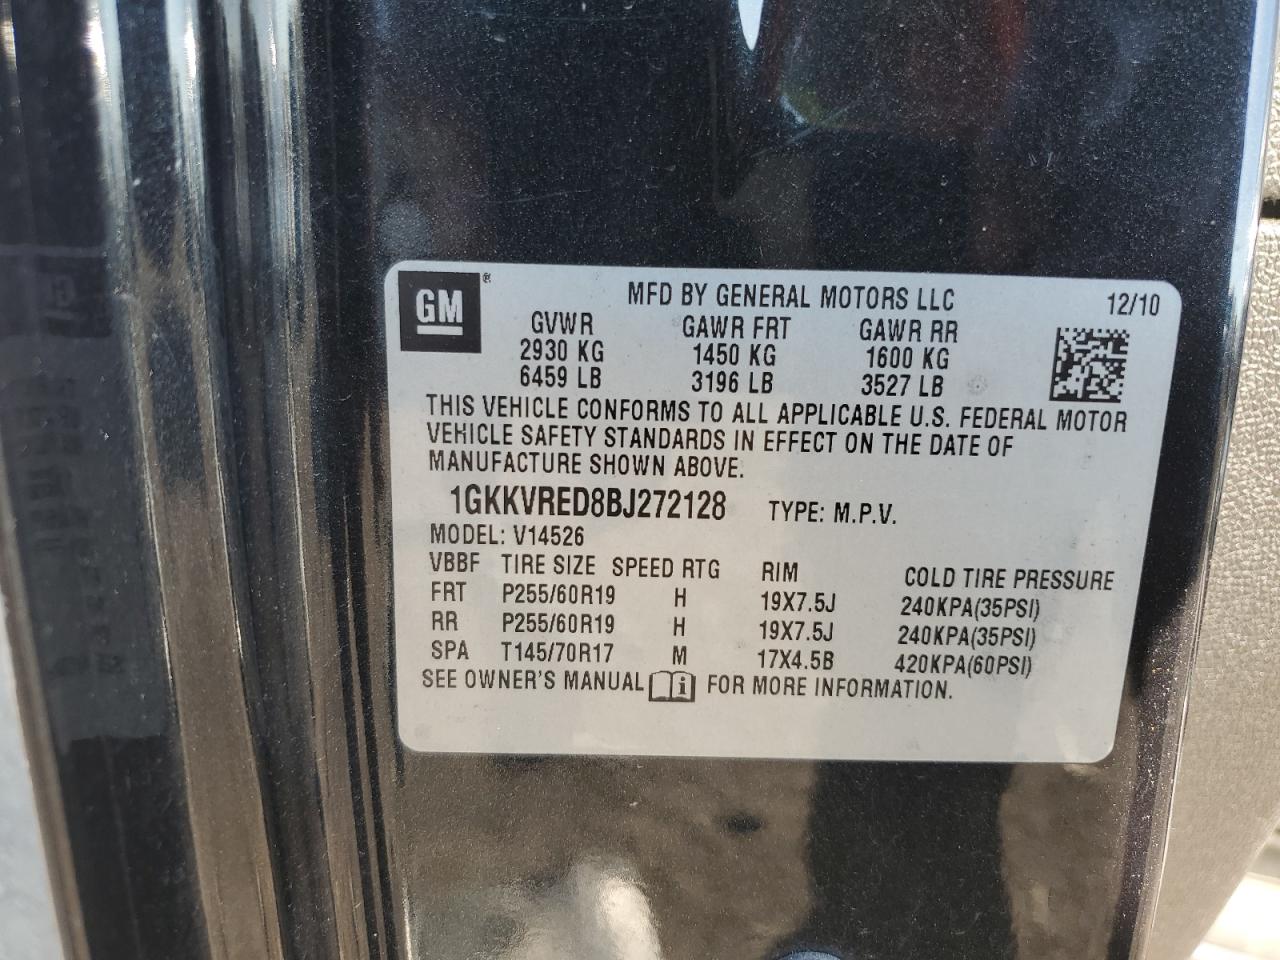 GM®
MFD BY GENERAL MOTORS LLC 12/10
GVWR GAWR FRT GAWR RR
2930 KG 1450 KG 1600 KG
6459 LB 3196 LB 3527 LB
THIS VEHICLE CONFORMS TO ALL APPLICABLE U.S. FEDERAL MOTOR
VEHICLE SAFETY STANDARDS IN EFFECT ON THE DATE OF
MANUFACTURE SHOWN ABOVE.
1GKKVRED8BJ272128 TYPE: M.P.V.
MODEL: V14526
VBBF TIRE SIZE SPEED RTG RIM COLD TIRE PRESSURE
FRT P255/60R19 H 19X7.5J 240KPA(35PSI)
RR P255/60R19 H 19X7.5J 240KPA(35PSI)
SPA T145/70R17 M 17X4.5B 420KPA(60PSI)
SEE OWNER'S MANUAL i FOR MORE INFORMATION.